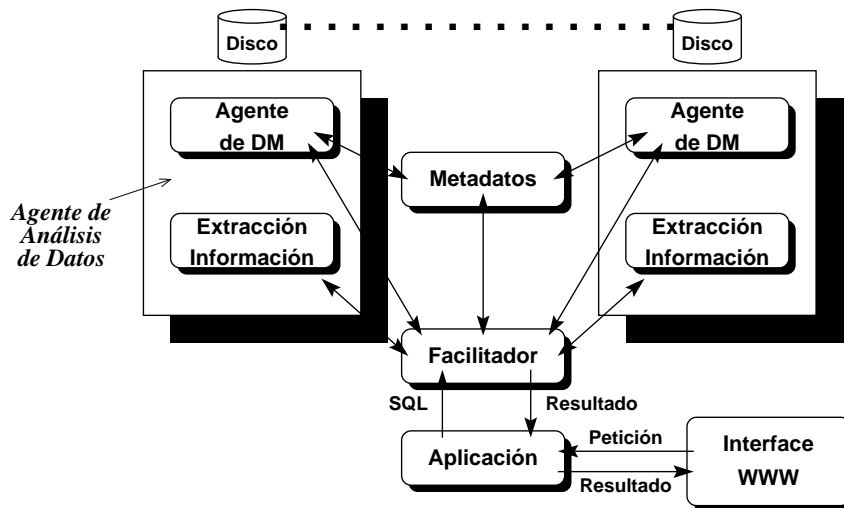 Disco
Disco
Agente
de DM
Agente
de DM
Metadatos
Agente de
Análisis
de Datos
Extracción
Información
Extracción
Información
Facilitador
SQL
Resultado
Aplicación
Petición
Resultado
Interface
WWW